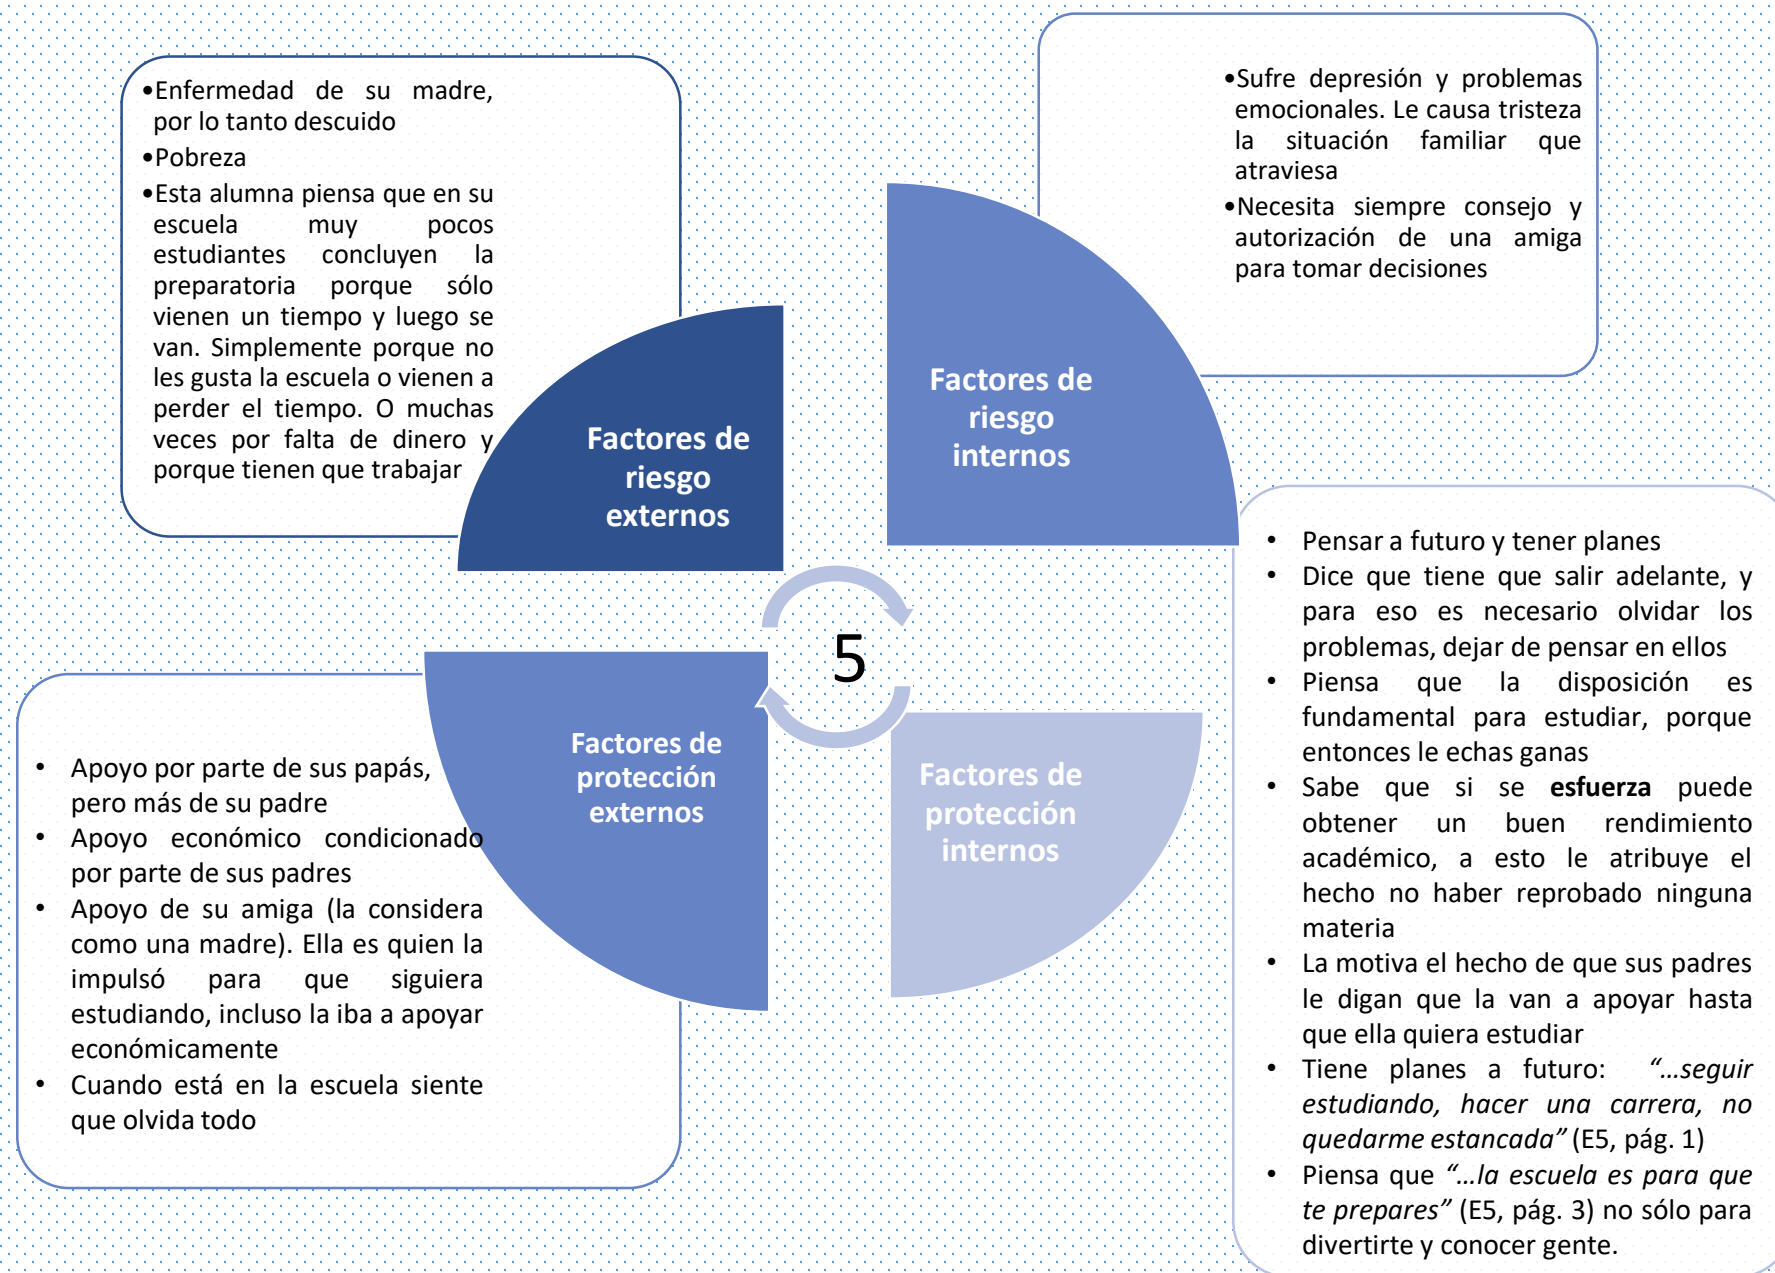 •Enfermedad de su madre,
por lo tanto descuido
•Pobreza
•Esta alumna piensa que en su
escuela muy pocos
estudiantes concluyen la
preparatoria porque sólo
vienen un tiempo y luego se
van. Simplemente porque no
les gusta la escuela o vienen a
perder el tiempo. O muchas
veces por falta de dinero y
porque tienen que trabajar
Factores de
riesgo
externos
•Sufre depresión y problemas
emocionales. Le causa tristeza
la situación familiar que
atraviesa
•Necesita siempre consejo y
autorización de una amiga
para tomar decisiones
Factores de
riesgo
internos
5
• Apoyo por parte de sus papás,
pero más de su padre
• Apoyo económico condicionado
por parte de sus padres
• Apoyo de su amiga (la considera
como una madre). Ella es quien la
impulsó para que siguiera
estudiando, incluso la iba a apoyar
económicamente
• Cuando está en la escuela siente
que olvida todo
Factores de
protección
externos
Factores de
protección
internos
• Pensar a futuro y tener planes
• Dice que tiene que salir adelante, y
para eso es necesario olvidar los
problemas, dejar de pensar en ellos
• Piensa que la disposición es
fundamental para estudiar, porque
entonces le echas ganas
• Sabe que si se esfuerza puede
obtener un buen rendimiento
académico, a esto le atribuye el
hecho no haber reprobado ninguna
materia
• La motiva el hecho de que sus padres
le digan que la van a apoyar hasta
que ella quiera estudiar
• Tiene planes a futuro: “…seguir
estudiando, hacer una carrera, no
quedarme estancada” (E5, pág. 1)
• Piensa que “…la escuela es para que
te prepares” (E5, pág. 3) no sólo para
divertirte y conocer gente.